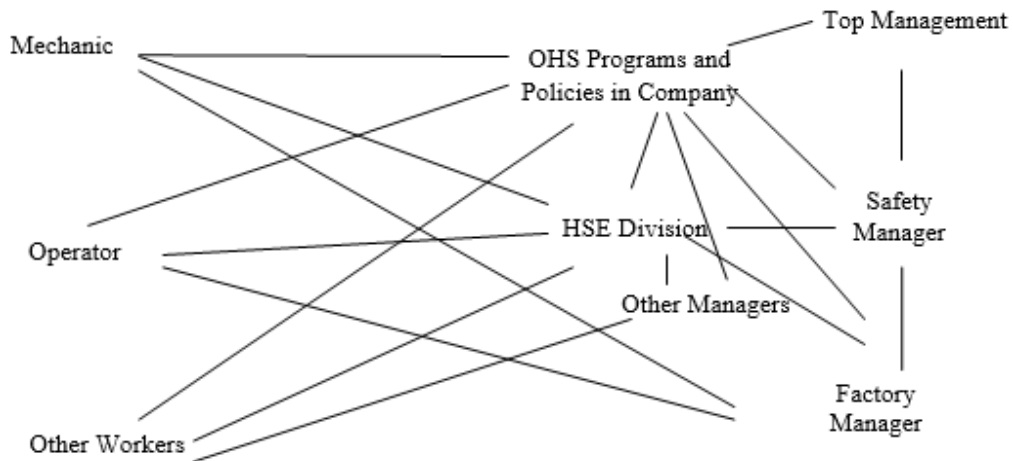 Top Management
Mechanic
OHS Programs and
Policies in Company
Safety
Manager
HSE Division
Operator
Other Managers
Factory
Manager
Other Workers